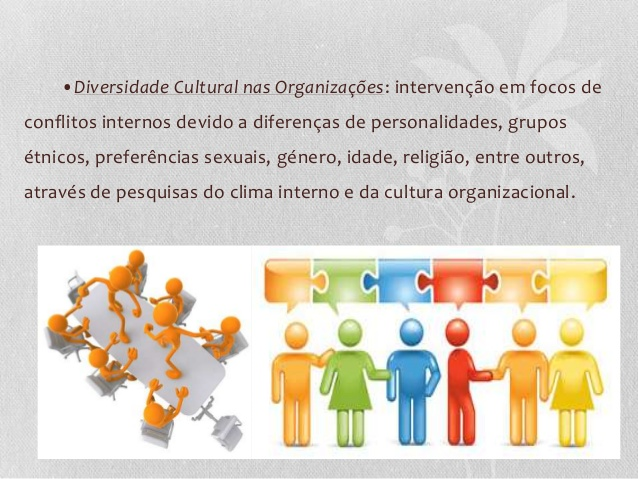 •Diversidade Cultural nas Organizações: intervenção em focos de
conflitos internos devido a diferenças de personalidades, grupos
étnicos, preferências sexuais, género, idade, religião, entre outros,
através de pesquisas do clima interno e da cultura organizacional.